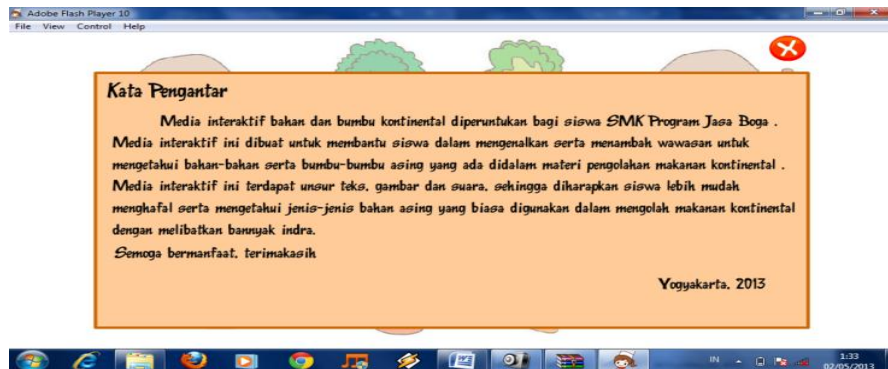 Adobe Flash Player 10
File View Control Help
Kata Pengantar
Media interaktif bahan dan bumbu kontinental diperuntukan bagi siswa SMK Program Jasa Boga .
Media interaktif ini dibuat untuk membantu siswa dalam mengenalkan serta menambah wawasan untuk
mengetahui bahan-bahan serta bumbu-bumbu asing yang ada didalam materi pengolahan makanan kontinental .
Media interaktif ini terdapat unsur teks, gambar dan suara, sehingga diharapkan siswa lebih mudah
menghafal serta mengetahui jenis-jenis bahan asing yang biasa digunakan dalam mengolah makanan kontinental
dengan melibatkan bannyak indra.
Semoga bermanfaat, terimakasih
Yogyakarta, 2013
IN
1:33
02/05/2013